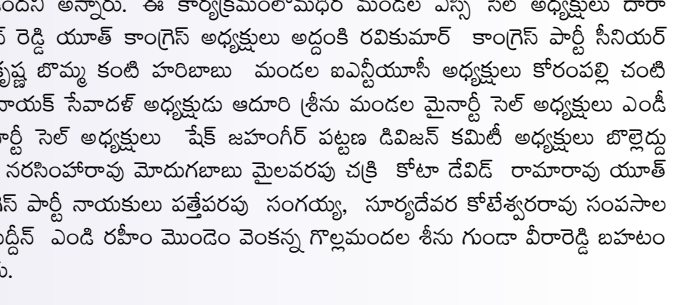 అన్నారు. ఈ కార్యక్రమంలోమధిర మండల ఎస్సీ సెల్ అధ్యక్షులు దారా
రెడ్డి యూత్ కాంగ్రెస్ అధ్యక్షులు అద్దంకి రవికుమార్ కాంగ్రెస్ పార్టీ సీనియర్
కృష్ణ బొమ్మ కంటి హరిబాబు మండల ఐఎన్టీయూసీ అధ్యక్షులు కోరంపల్లి చంటి
నాయక్ సేవాదళ్ అధ్యక్షుడు ఆదూరి శ్రీను మండల మైనార్టీ సెల్ అధ్యక్షులు ఎండీ
సెల్ అధ్యక్షులు షేక్ జహంగీర్ పట్టణ డివిజన్ కమిటీ అధ్యక్షులు బొల్లెద్దు
నరసింహారావు మోదుగబాబు మైలవరపు చక్రి కోటా డేవిడ్ రామారావు యూత్
పార్టీ నాయకులు పత్తేపరపు సంగయ్య, సూర్యదేవర కోటేశ్వరరావు సంపసాల
ఎండి రహీం మొండెం వెంకన్న గొల్లమందల శీను గుండా వీరారెడ్డి బహటం